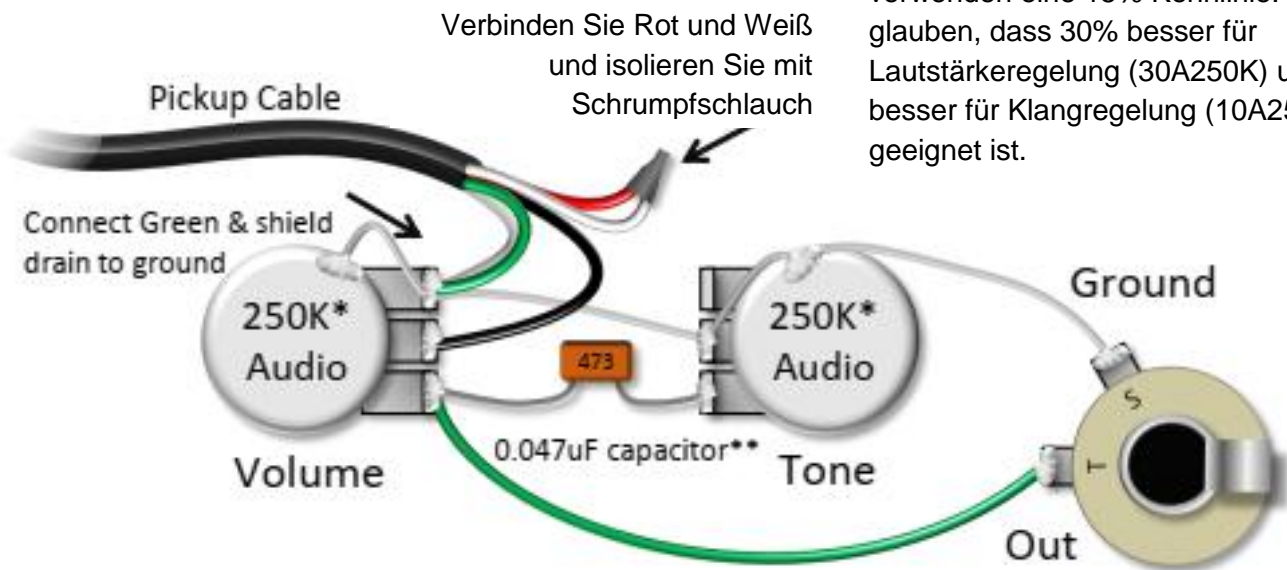 Verbinden Sie Rot und Weiß
und isolieren Sie mit
Schrumpfschlauch
glauben, dass 30% besser für
Lautstärkeregelung (30A250K)
besser für Klangregelung
geeignet ist.
Pickup Cable
Connect Green & shield
drain to ground
250K*
Audio
Volume
473
0.047uF capacitor**
250K*
Audio
Tone
Ground
S
T
Out